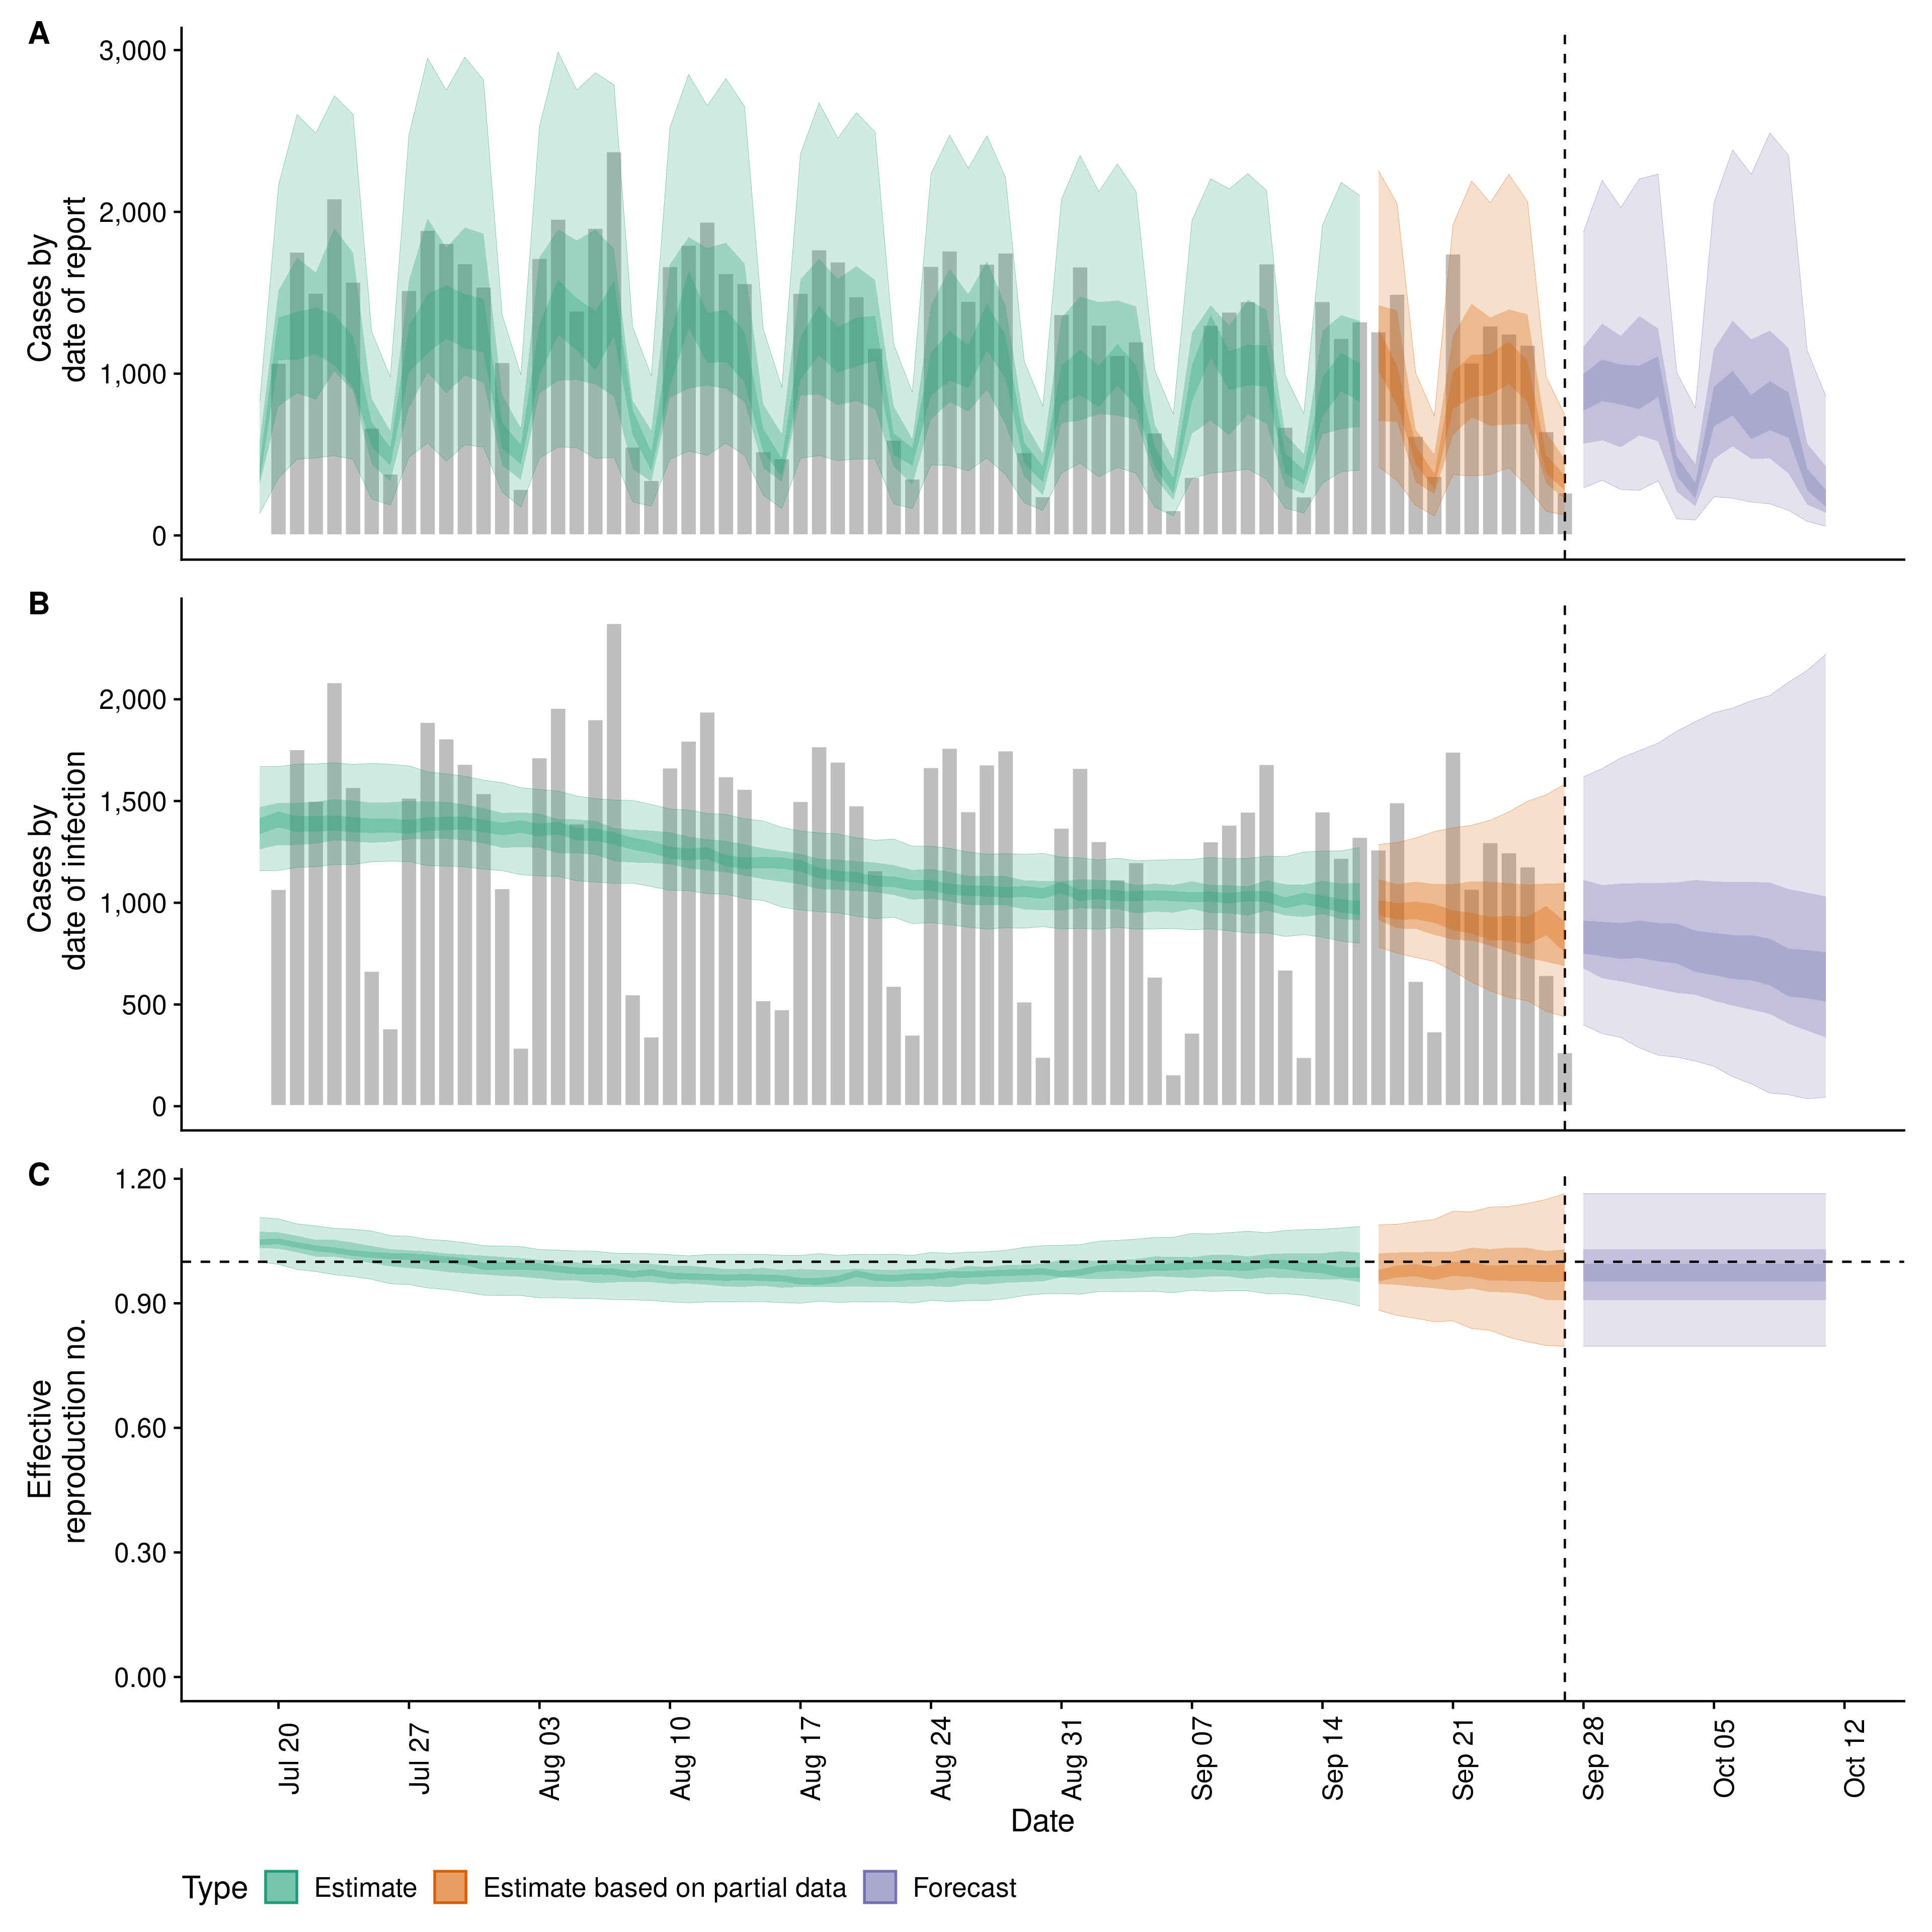 A
3,000
2,000
1,000
0
Cases by
date of report
B
2,000
1,500
1,000
500
0
Cases by
date of infection
C
1.20
0.90
0.60
0.30
0.00
Effective
reproduction no.
Jul 20
Jul 27
Aug 03
Aug 10
Aug 17
Aug 24
Aug 31
Sep 07
Sep 14
Sep 21
Sep 28
Oct 05
Oct 12
Date
Type Estimate Estimate based on partial data Forecast